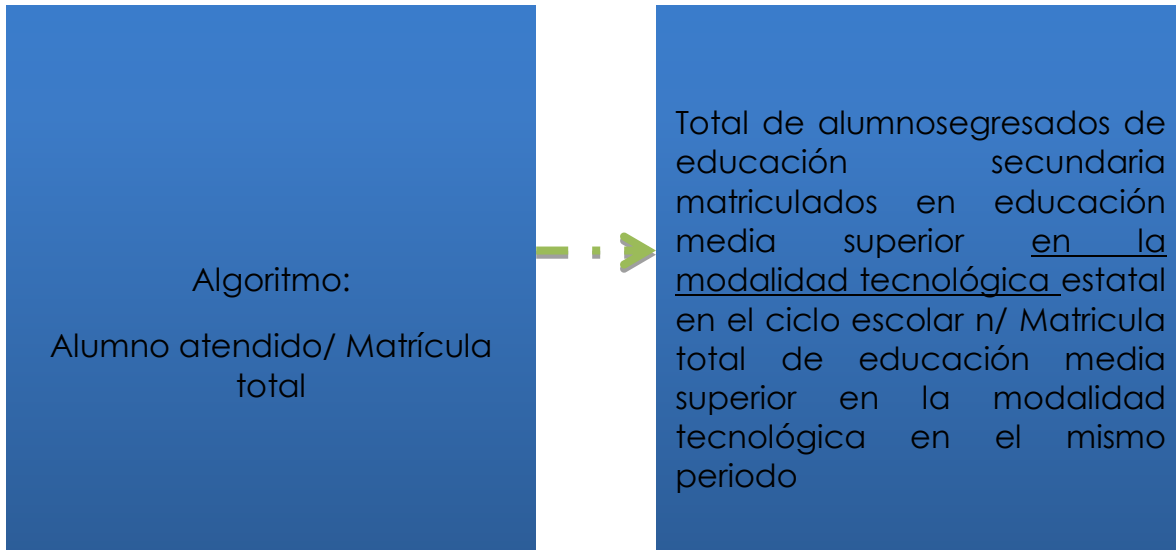 Algoritmo:
Alumno atendido/ Matrícula
total
Total de alumnosegresados de
educación secundaria
matriculados en educación
media superior en la
modalidad tecnológica estatal
en el ciclo escolar n/ Matricula
total de educación media
superior en la modalidad
tecnológica en el mismo
periodo